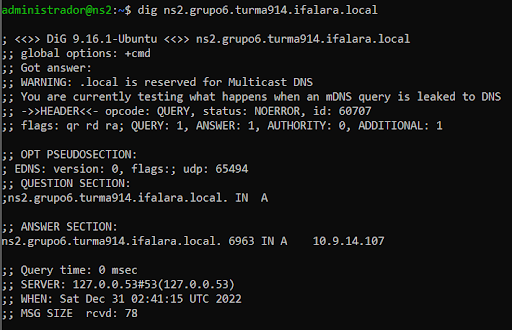 administrador@ns2:~$ dig ns2.grupo6.turma914.ifalara.local
; <<>> DiG 9.16.1-Ubuntu <<>> ns2.grupo6.turma914.ifalara.local
;; global options: +cmd
;; Got answer:
;; WARNING: .local is reserved for Multicast DNS
;; You are currently testing what happens when an mDNS query is leaked to DNS
;; ->>HEADER<<- opcode: QUERY, status: NOERROR, id: 60707
;; flags: qr rd ra; QUERY: 1, ANSWER: 1, AUTHORITY: 0, ADDITIONAL: 1
;; OPT PSEUDOSECTION:
; EDNS: version: 0, flags:; udp: 65494
;; QUESTION SECTION:
;ns2.grupo6.turma914.ifalara.local. IN  A
;; ANSWER SECTION:
ns2.grupo6.turma914.ifalara.local. 6963 IN A    10.9.14.107
;; Query time: 0 msec
;; SERVER: 127.0.0.53#53(127.0.0.53)
;; WHEN: Sat Dec 31 02:41:15 UTC 2022
;; MSG SIZE  rcvd: 78